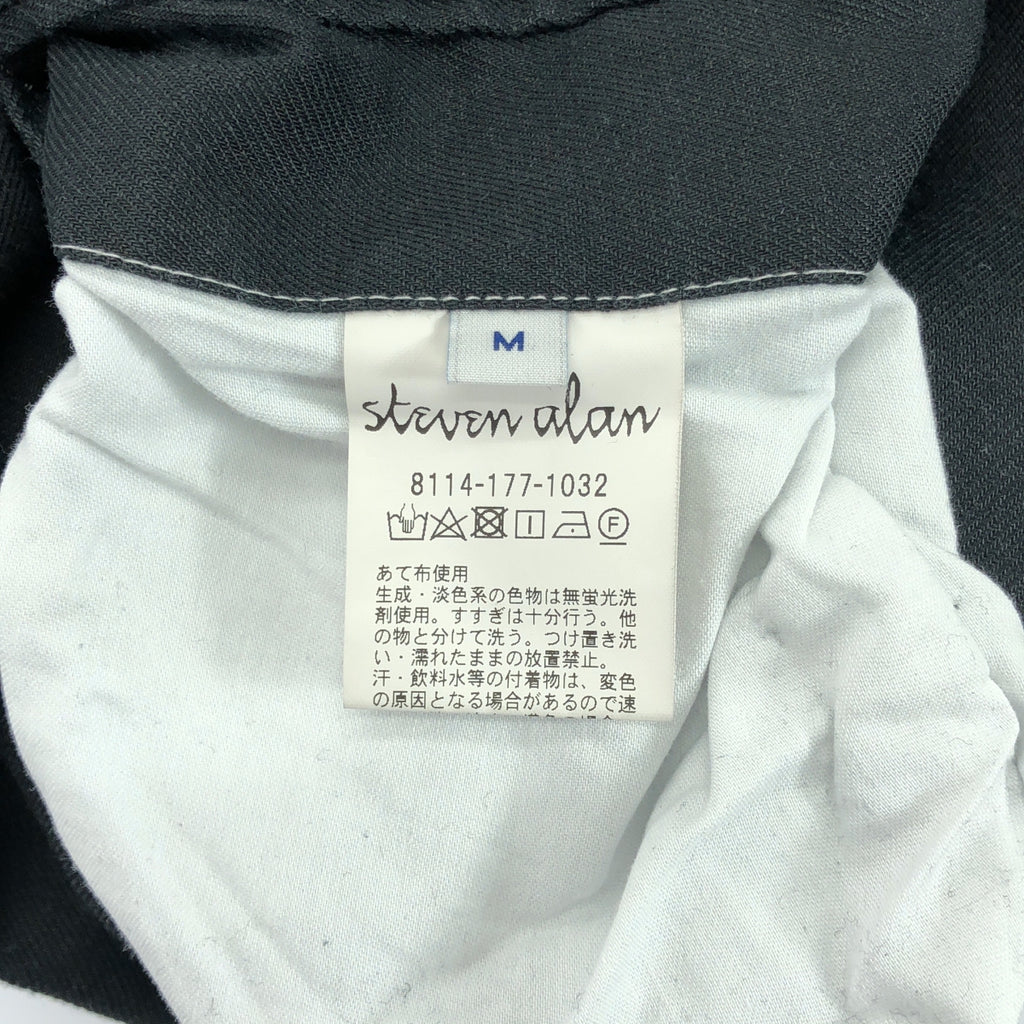 M
steven alan
8114-177-1032
F
あて布使用
生成・淡色系の色物は無蛍光洗
剤使用。すすぎは十分行う。他
の物と分けて洗う。つけ置き洗
い・濡れたままの放置禁止。
汗・飲料水等の付着物は、変色
の原因となる場合があるので速